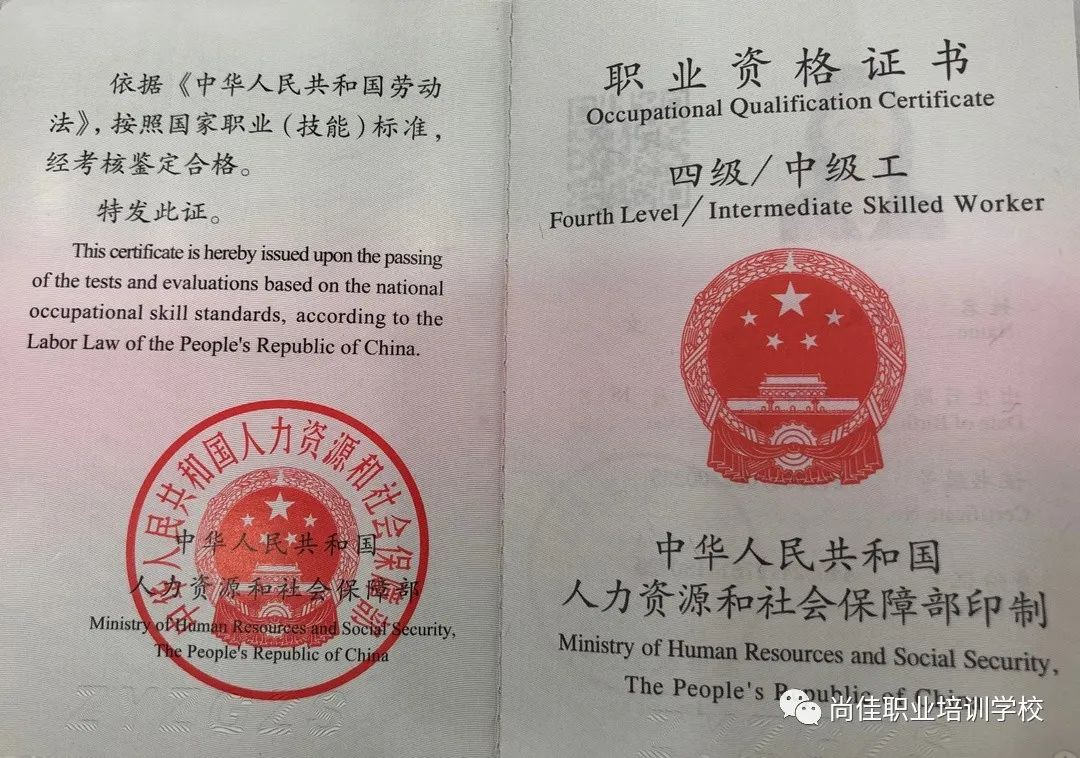 依据《中华人民共和国劳动
法》，按照国家职业（技能）标准，
经考核鉴定合格。
特发此证。
This certificate is hereby issued upon the passing
of the tests and evaluations based on the national
occupational skill standards, according to the
Labor Law of the People's Republic of China.
中华人民共和国人力资源和社会保障部
中华人民共和国
人力资源和社会保障部
Ministry of Human Resources and Social Security,
The People's Republic of China
职业资格证书
Occupational Qualification Certificate
四级/中级工
Fourth Level/Intermediate Skilled Worker
中华人民共和国
人力资源和社会保障部印制
Ministry of Human Resources and Social Security,
The People's Republic of China
尚佳职业培训学校